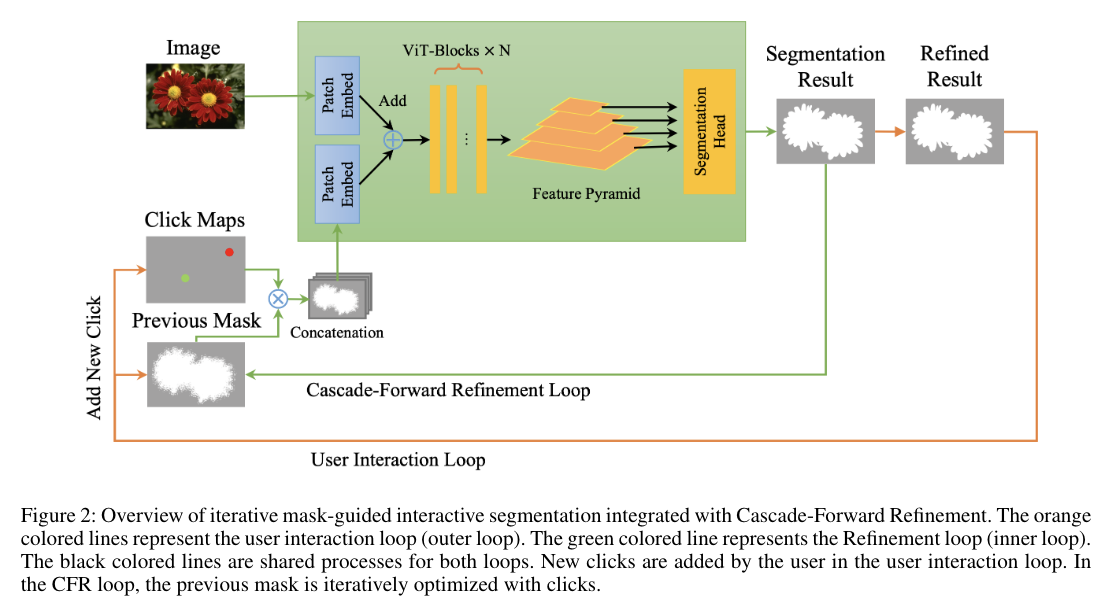 Image
Patch
Embed
Add
ViT-Blocks × N
...
Feature Pyramid
Segmentation
Head
Segmentation
Result
Refined
Result
Patch
Embed
Click Maps
Previous Mask
Concatenation
Add New Click
Cascade-Forward Refinement Loop
User Interaction Loop
Figure 2: Overview of iterative mask-guided interactive segmentation integrated with Cascade-Forward Refinement. The orange
colored lines represent the user interaction loop (outer loop). The green colored line represents the Refinement loop (inner loop).
The black colored lines are shared processes for both loops. New clicks are added by the user in the user interaction loop. In
the CFR loop, the previous mask is iteratively optimized with clicks.